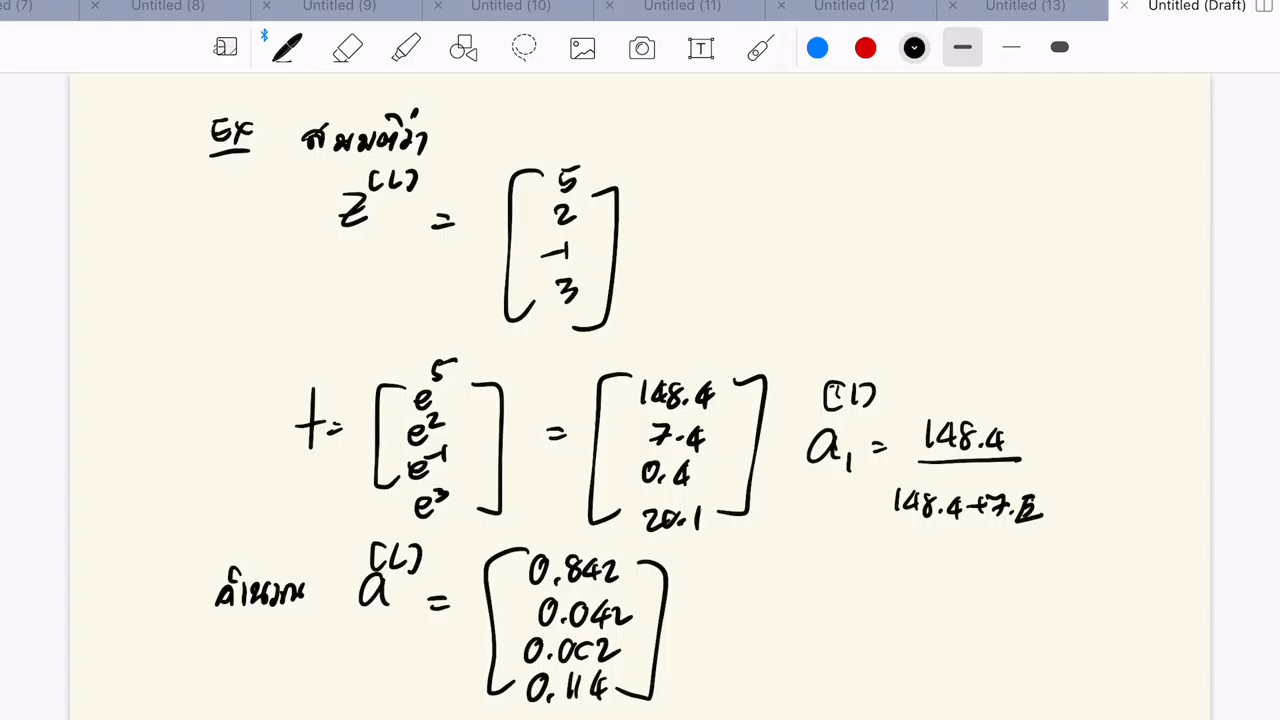 ed (7) × Untitled (8) × Untitled (9) × Untitled (10) × Untitled (11) × Untitled (12) × Untitled (13) × Untitled (Draft)
Ex สมมติว่า
z[L] = [5
2
-1
3]
t = [e^5
e^2
e^-1
e^3] = [148.4
7.4
0.4
20.1]
a1[L] = 148.4
148.4+7.
คำนวณ a[L] = [0.842
0.042
0.002
0.114]